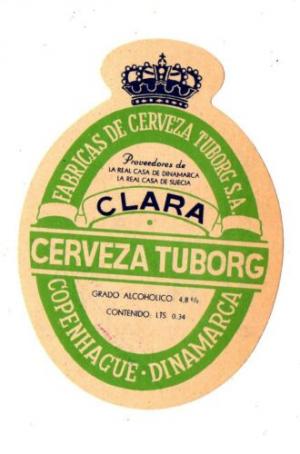 FABRICAS DE CERVEZA TUBORG S.A.
Proveedores de
LA REAL CASA DE DINAMARCA
LA REAL CASA DE SUECIA
CLARA
CERVEZA TUBORG
GRADO ALCOHOLICO: 4,8 %
CONTENIDO: LTS 0.34
COPENHAGUE · DINAMARCA